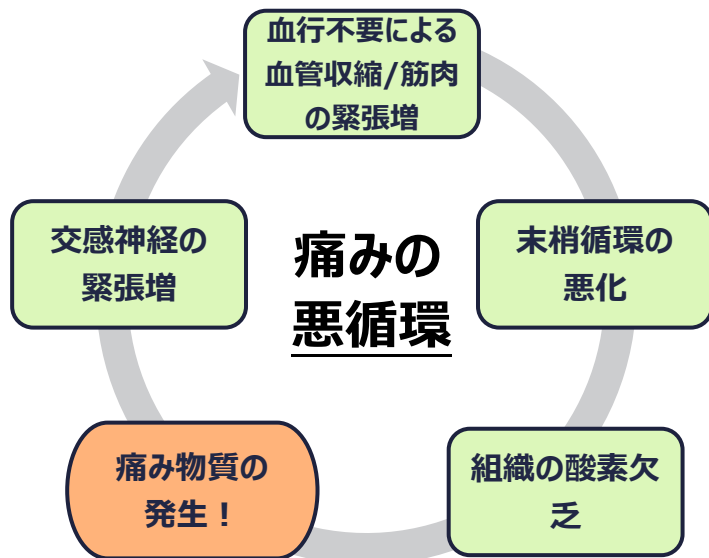 血行不要による
血管収縮/筋肉
の緊張増
交感神経の
緊張増
痛みの
悪循環
末梢循環の
悪化
痛み物質の
発生！
組織の酸素欠
乏